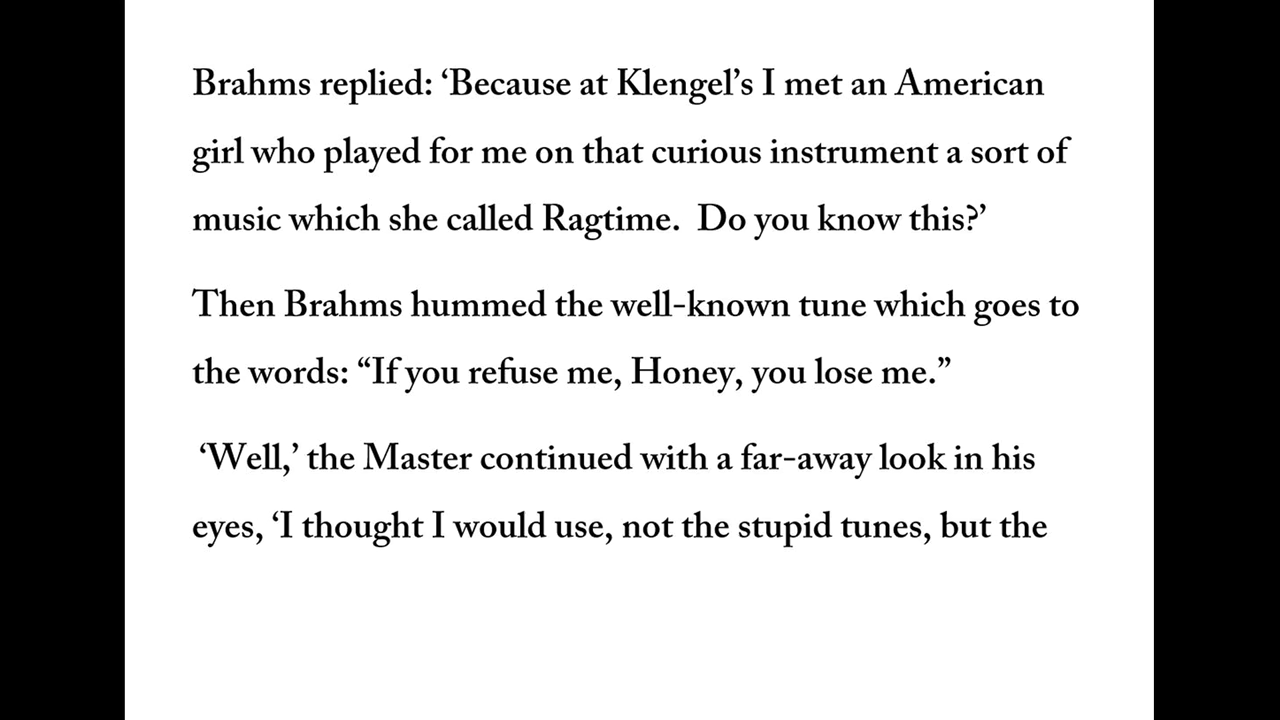 Brahms replied: ‘Because at Klengel’s I met an American
girl who played for me on that curious instrument a sort of
music which she called Ragtime.  Do you know this?’
Then Brahms hummed the well-known tune which goes to
the words: “If you refuse me, Honey, you lose me.”
‘Well,’ the Master continued with a far-away look in his
eyes, ‘I thought I would use, not the stupid tunes, but the